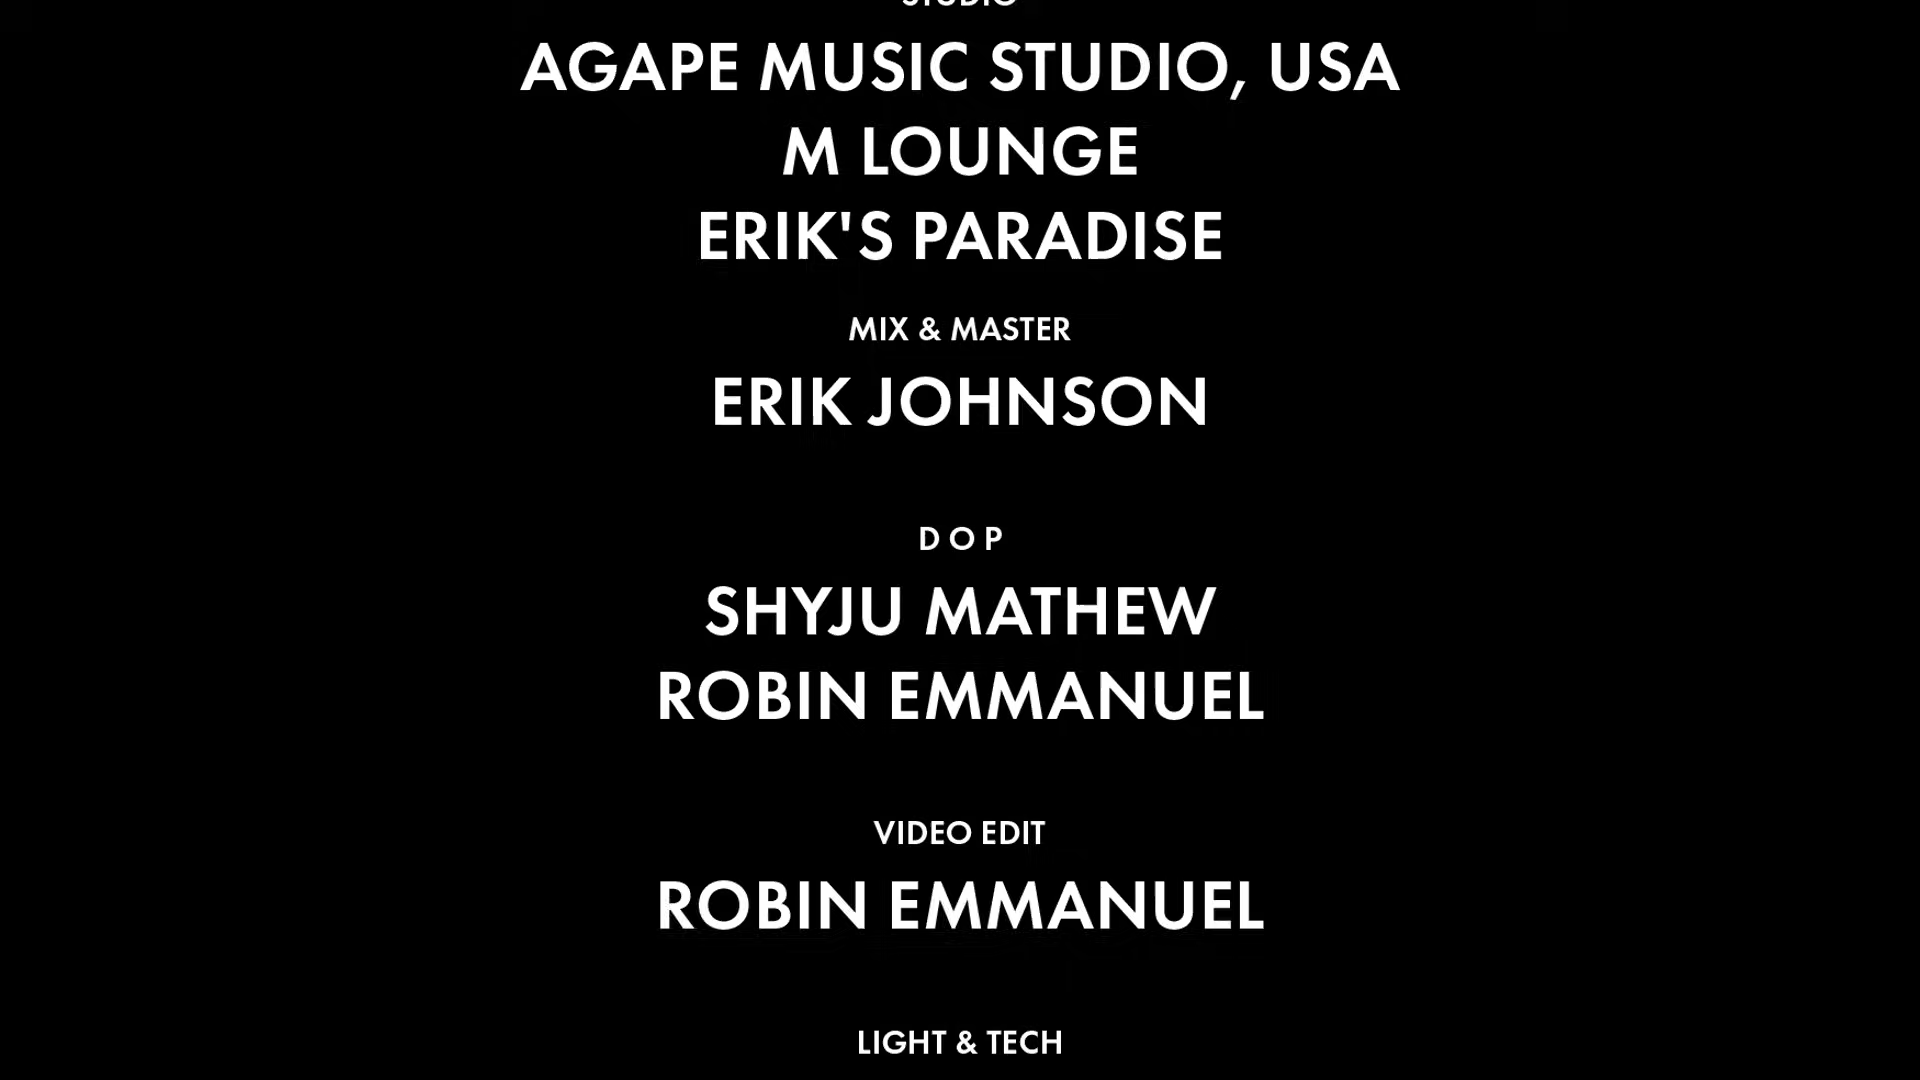 STUDIO
AGAPE MUSIC STUDIO, USA
M LOUNGE
ERIK'S PARADISE
MIX & MASTER
ERIK JOHNSON
D O P
SHYJU MATHEW
ROBIN EMMANUEL
VIDEO EDIT
ROBIN EMMANUEL
LIGHT & TECH